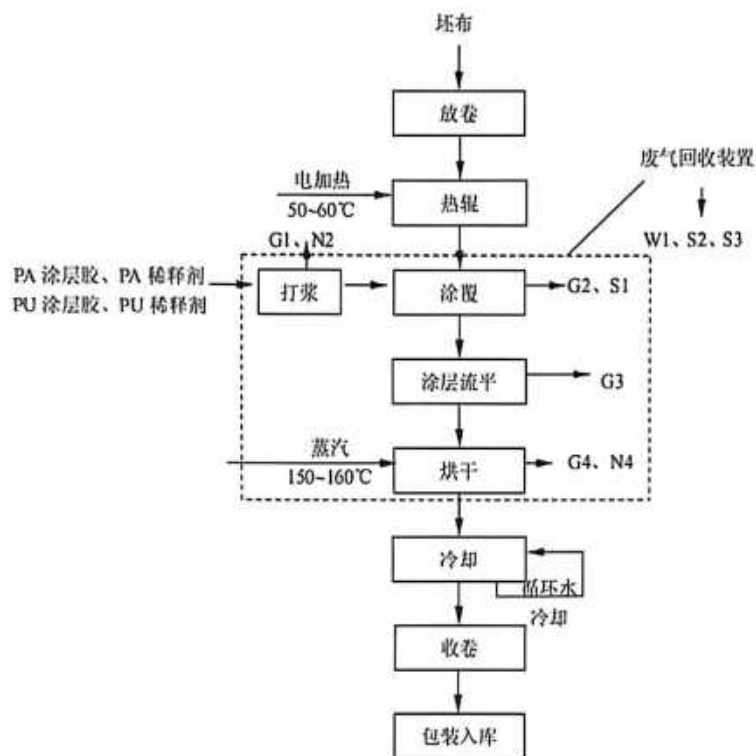 坯布
放卷
废气回收装置
电加热
50~60℃
热辊
W1、S2、S3
G1、N2
PA 涂层胶、PA 稀释剂
PU 涂层胶、PU 稀释剂
打浆
涂覆
G2、S1
涂层流平
G3
蒸汽
150~160℃
烘干
G4、N4
冷却
循环水
冷却
收卷
包装入库